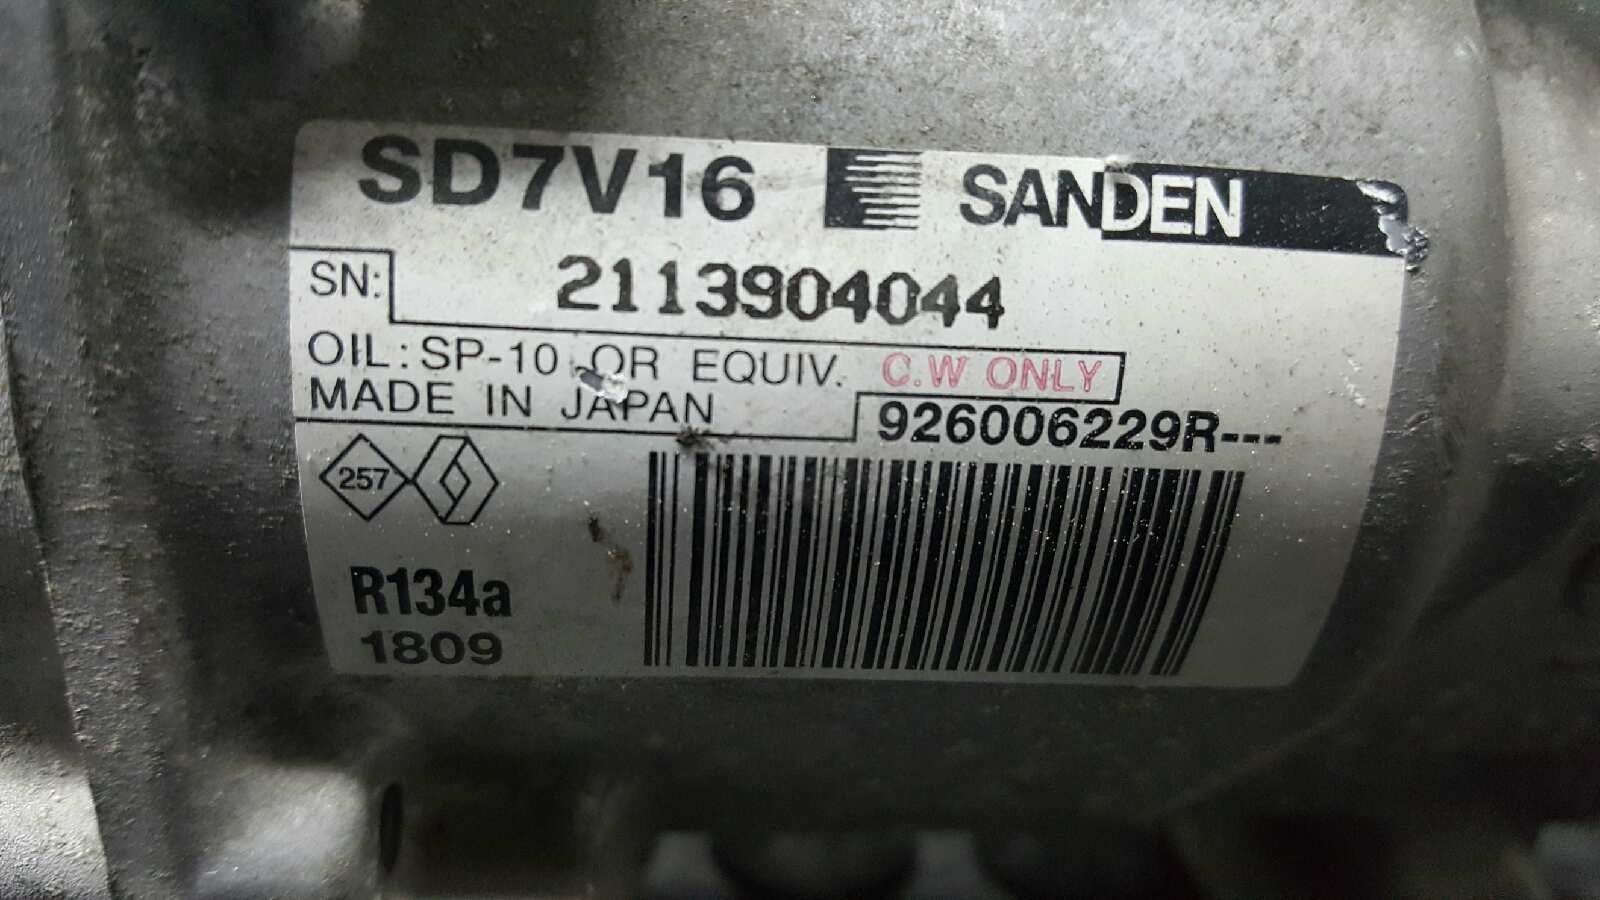 SD7V16 SANDEN
SN: 2113904044
OIL: SP-10 OR EQUIV. C.W ONLY
MADE IN JAPAN
926006229R---
257
R134a
1809